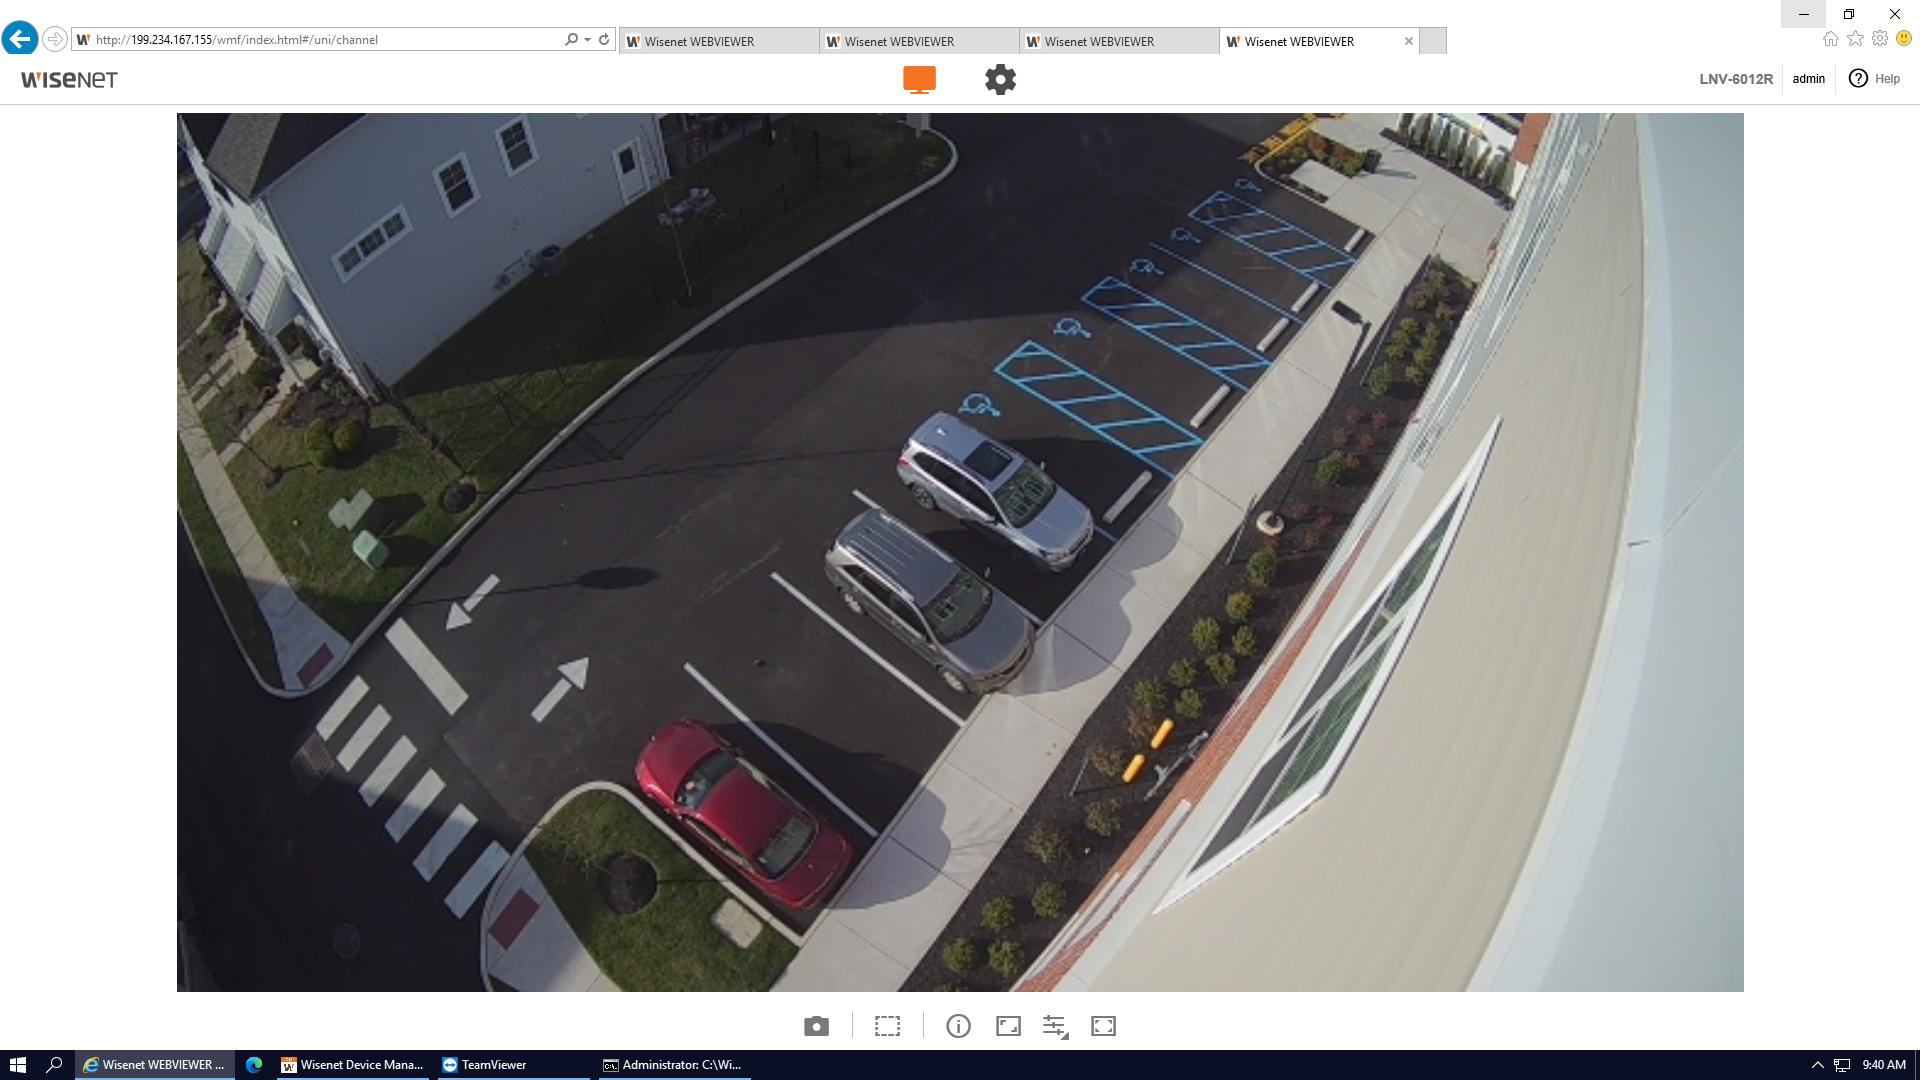 http://199.234.167.155/wmf/index.html#/uni/channel
Wisenet WEBVIEWER
Wisenet WEBVIEWER
Wisenet WEBVIEWER
Wisenet WEBVIEWER
WISENET
LNV-6012R
admin
Help
Wisenet WEBVIEWER ...
Wisenet Device Mana...
TeamViewer
Administrator: C:\Wi...
9:40 AM